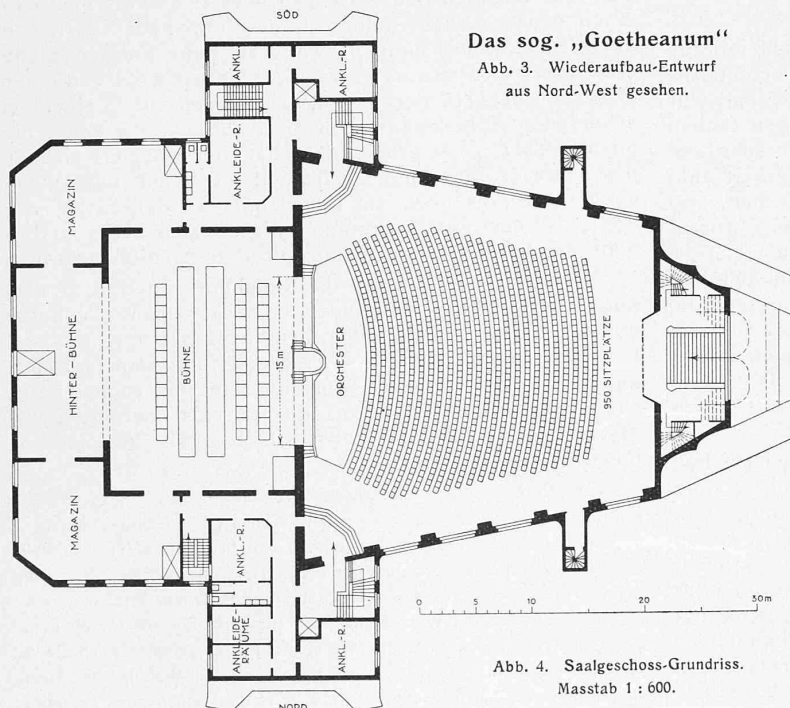 SÜD
Das sog. „Goetheanum“
Abb. 3. Wiederaufbau-Entwurf
aus Nord-West gesehen.
ANKL.
ANKL.-R.
ANKLEIDE-R.
MAGAZIN
HINTER-BÜHNE
BÜHNE
15 m
ORCHESTER
950 SITZPLÄTZE
MAGAZIN
ANKL.-R.
ANKLEIDE-
RÄUME
ANKL.-R.
0 5 10 20 30 m
Abb. 4. Saalgeschoss-Grundriss.
Masstab 1 : 600.
NORD